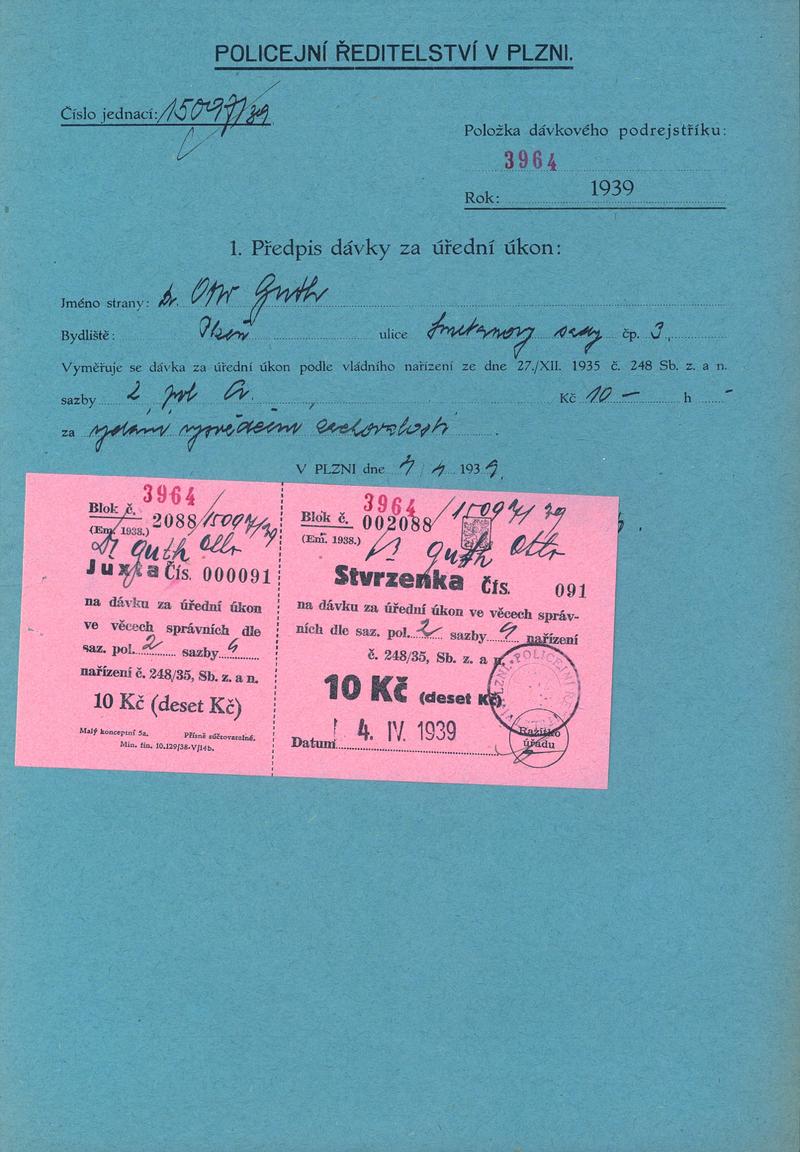 POLICEJNÍ ŘEDITELSTVÍ V PLZNI.
Číslo jednací: 15097/39
Položka dávkového podrejstříku:
3964
Rok: 1939
1. Předpis dávky za úřední úkon:
Jméno strany: Dr. Otto Guth
Bydliště: Plzeň ulice Smetanovy sady čp. 3
Vyměřuje se dávka za úřední úkon podle vládního nařízení ze dne 27./XII. 1935 č. 248 Sb. z. a n.
sazby 2 pol A. Kč 10 — h -
za vydání vysvědčení zachovalosti
V PLZNI dne 4/4 1939.
3964
Blok č. 2088/15097/39
(Em. 1938.)
Dr Guth Otto
Juxta Čís. 000091
na dávku za úřední úkon
ve věcech správních dle
saz. pol. 2 sazby a
nařízení č. 248/35, Sb. z. a n.
10 Kč (deset Kč)
Malý konceptní 5a. Přísně súčtovatelné.
Min. fin. 10.129/38-V/14b.
3964
Blok č. 002088/15097/39
(Em. 1938.)
Dr Guth Otto
Stvrzenka čís. 091
na dávku za úřední úkon ve věcech správ-
ních dle saz. pol. 2 sazby a nařízení
č. 248/35, Sb. z. a n.
10 Kč (deset Kč)
4. IV. 1939
Datum
Razítko
úřadu